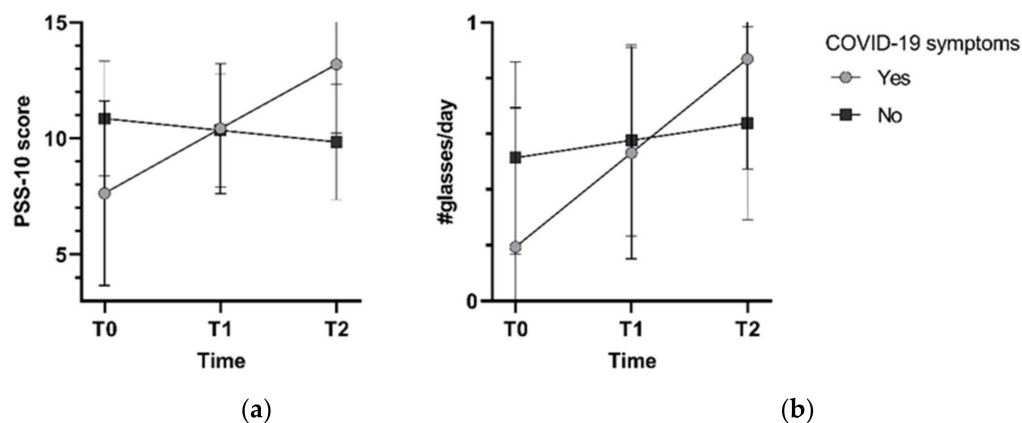 15
10
5
PSS-10 score
T0 T1 T2
Time
(a)
1
0
#glasses/day
T0 T1 T2
Time
(b)
COVID-19 symptoms
Yes
No